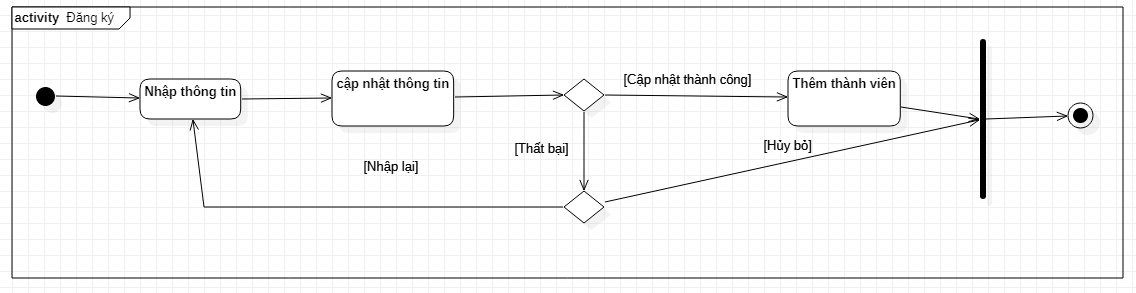 activity Đăng ký
Nhập thông tin
cập nhật thông tin
[Cập nhật thành công]
Thêm thành viên
[Thất bại]
[Hủy bỏ]
[Nhập lại]